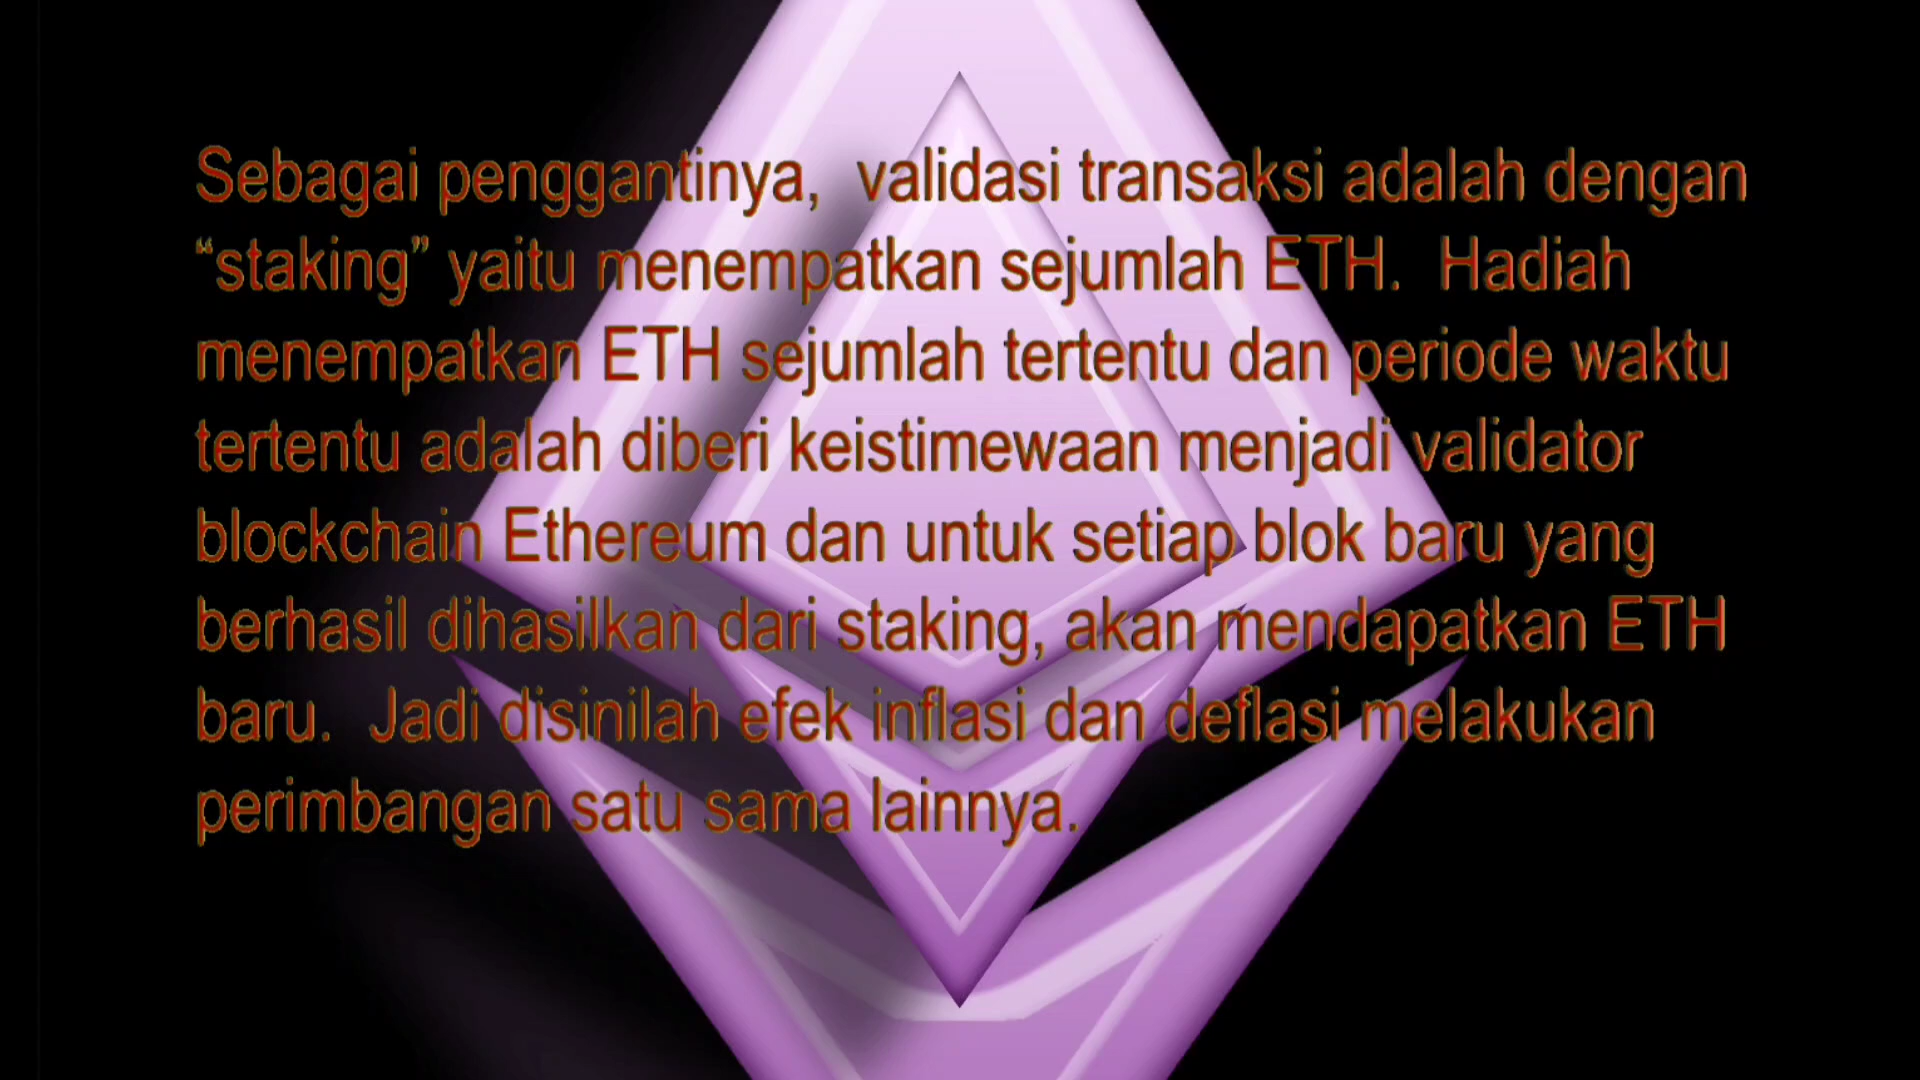 Sebagai penggantinya,  validasi transaksi adalah dengan
“staking” yaitu menempatkan sejumlah ETH.  Hadiah
menempatkan ETH sejumlah tertentu dan periode waktu
tertentu adalah diberi keistimewaan menjadi validator
blockchain Ethereum dan untuk setiap blok baru yang
berhasil dihasilkan dari staking, akan mendapatkan ETH
baru.  Jadi disinilah efek inflasi dan deflasi melakukan
perimbangan satu sama lainnya.